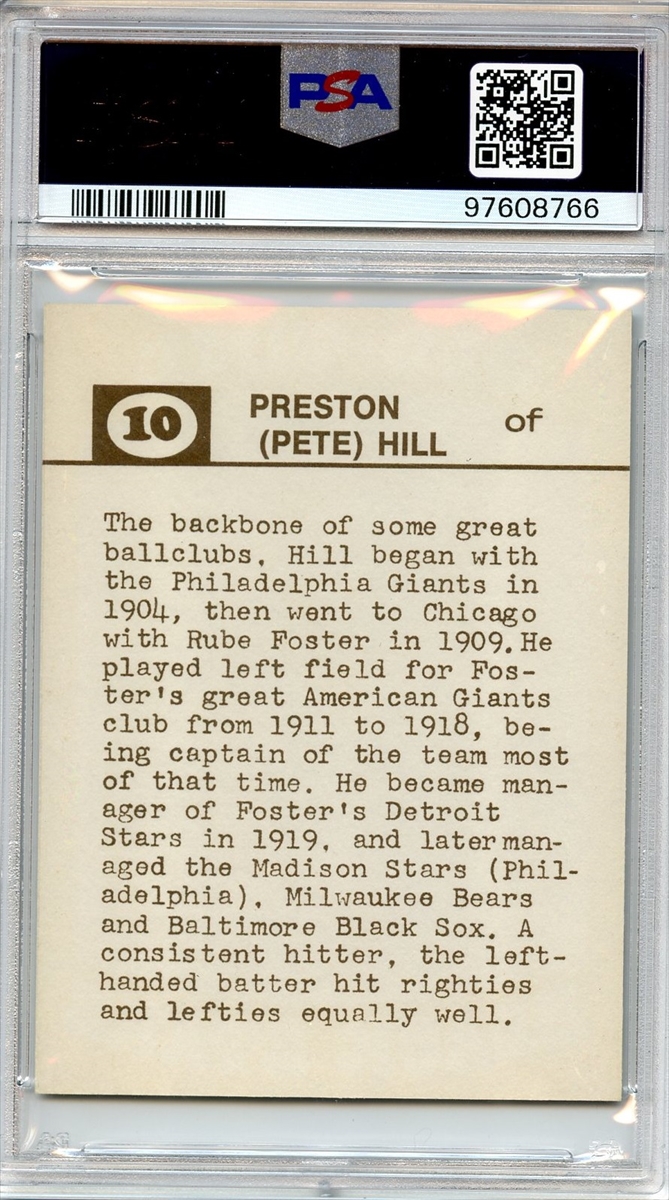 PSA
97608766
10 PRESTON of
(PETE) HILL
The backbone of some great
ballclubs, Hill began with
the Philadelphia Giants in
1904, then went to Chicago
with Rube Foster in 1909.He
played left field for Fos-
ter's great American Giants
club from 1911 to 1918, be-
ing captain of the team most
of that time. He became man-
ager of Foster's Detroit
Stars in 1919, and later man-
aged the Madison Stars (Phil-
adelphia), Milwaukee Bears
and Baltimore Black Sox. A
consistent hitter, the left-
handed batter hit righties
and lefties equally well.